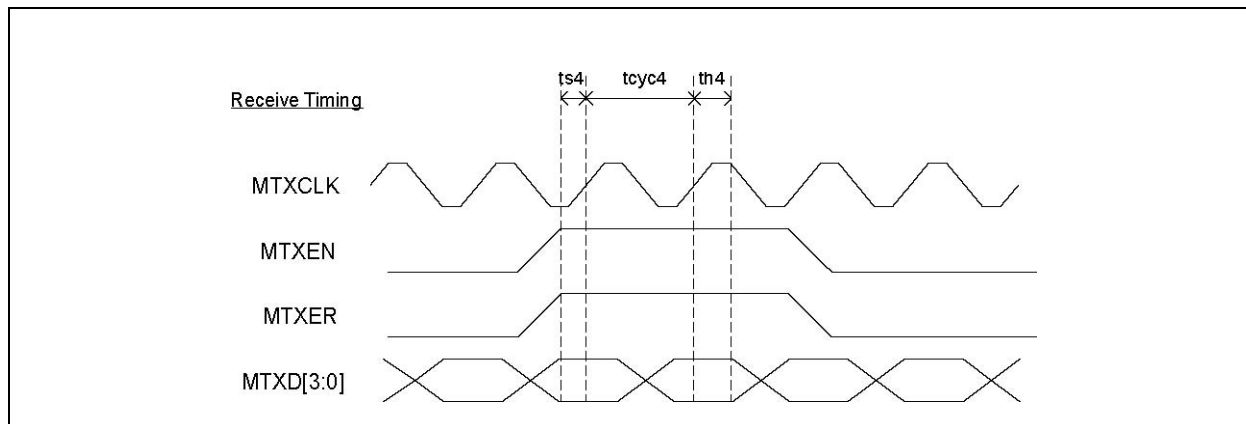 ts4 tcyc4 th4
Receive Timing
MTXCLK
MTXEN
MTXER
MTXD[3:0]